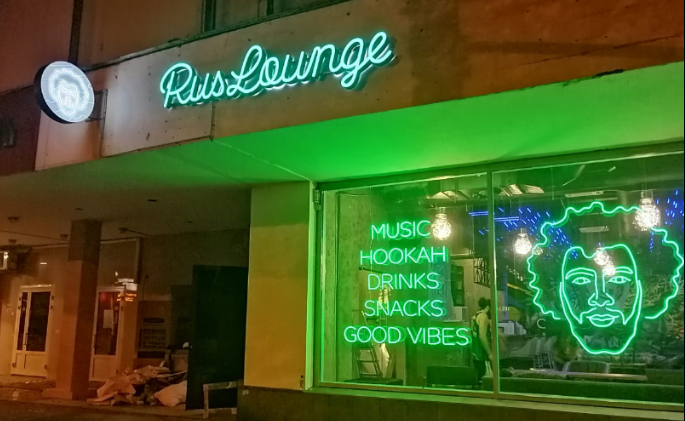 RusLounge
MUSIC
HOOKAH
DRINKS
SNACKS
GOOD VIBES